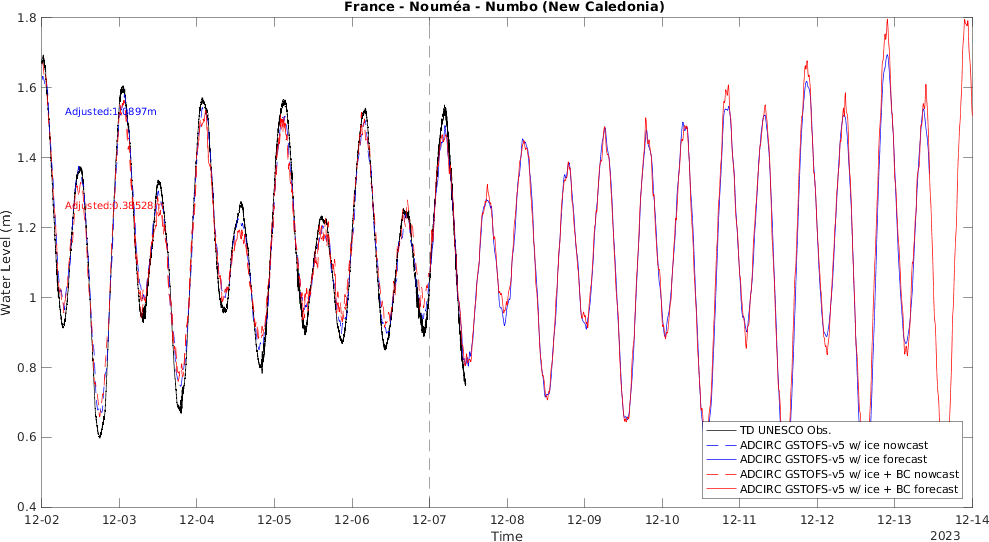 France - Nouméa - Numbo (New Caledonia)
1.8
1.6
1.4
1.2
1
0.8
0.6
0.4
Water Level (m)
Adjusted:1.0897m
Adjusted:0.38528
TD UNESCO Obs.
ADCIRC GSTOFS-v5 w/ ice nowcast
ADCIRC GSTOFS-v5 w/ ice forecast
ADCIRC GSTOFS-v5 w/ ice + BC nowcast
ADCIRC GSTOFS-v5 w/ ice + BC forecast
12-02 12-03 12-04 12-05 12-06 12-07 12-08 12-09 12-10 12-11 12-12 12-13 12-14
Time
2023